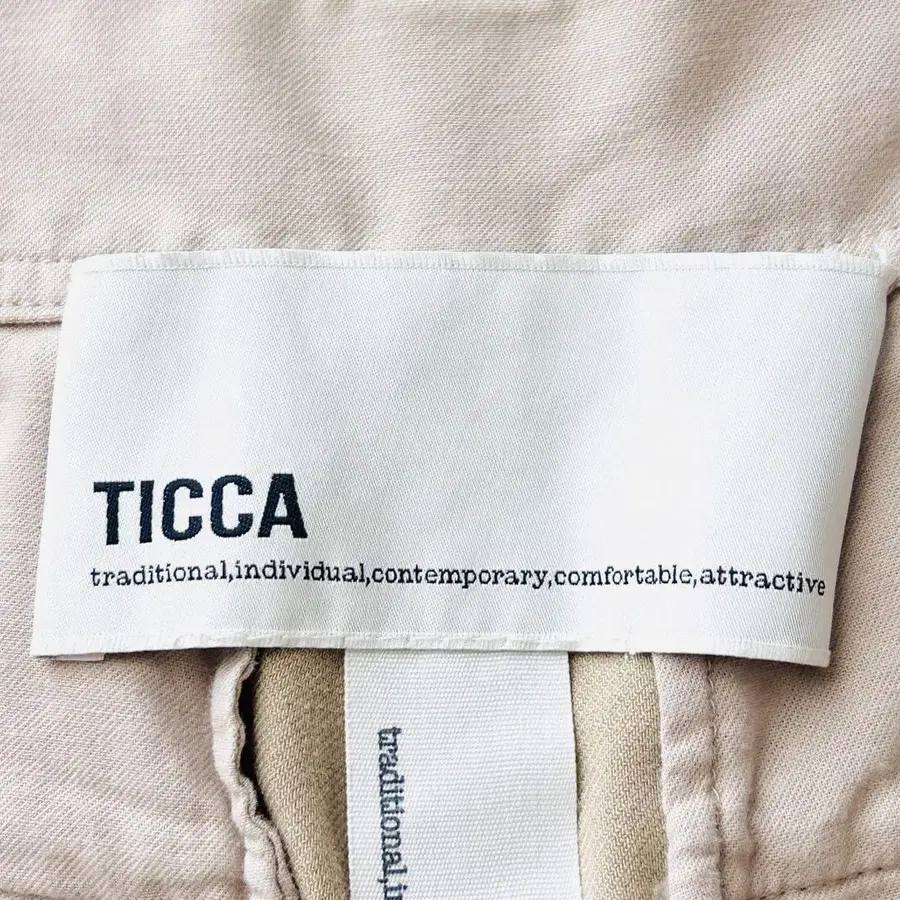 TICCA
traditional,individual,contemporary,comfortable,attractive
traditional,